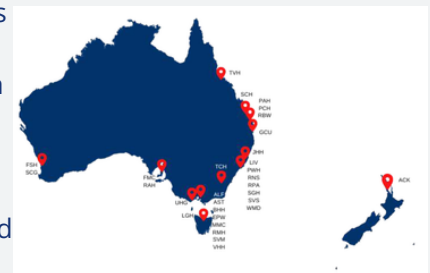 s
d
TVH
SCH
PAH
PCH
RBW
GCU
JHH
LIV
PWH
RNS
RPA
SGH
SVS
WMD
TCH
FSH
SCG
FMC
RAH
UHG
LGH
ALF
AST
BHH
EPW
MMC
RMH
SVM
VHH
ACK